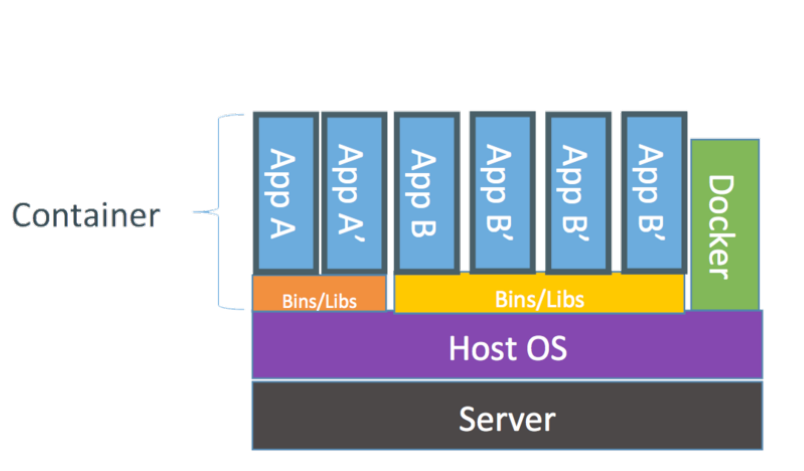 Container
App A
App A’
App B
App B’
App B’
App B’
Docker
Bins/Libs
Bins/Libs
Host OS
Server